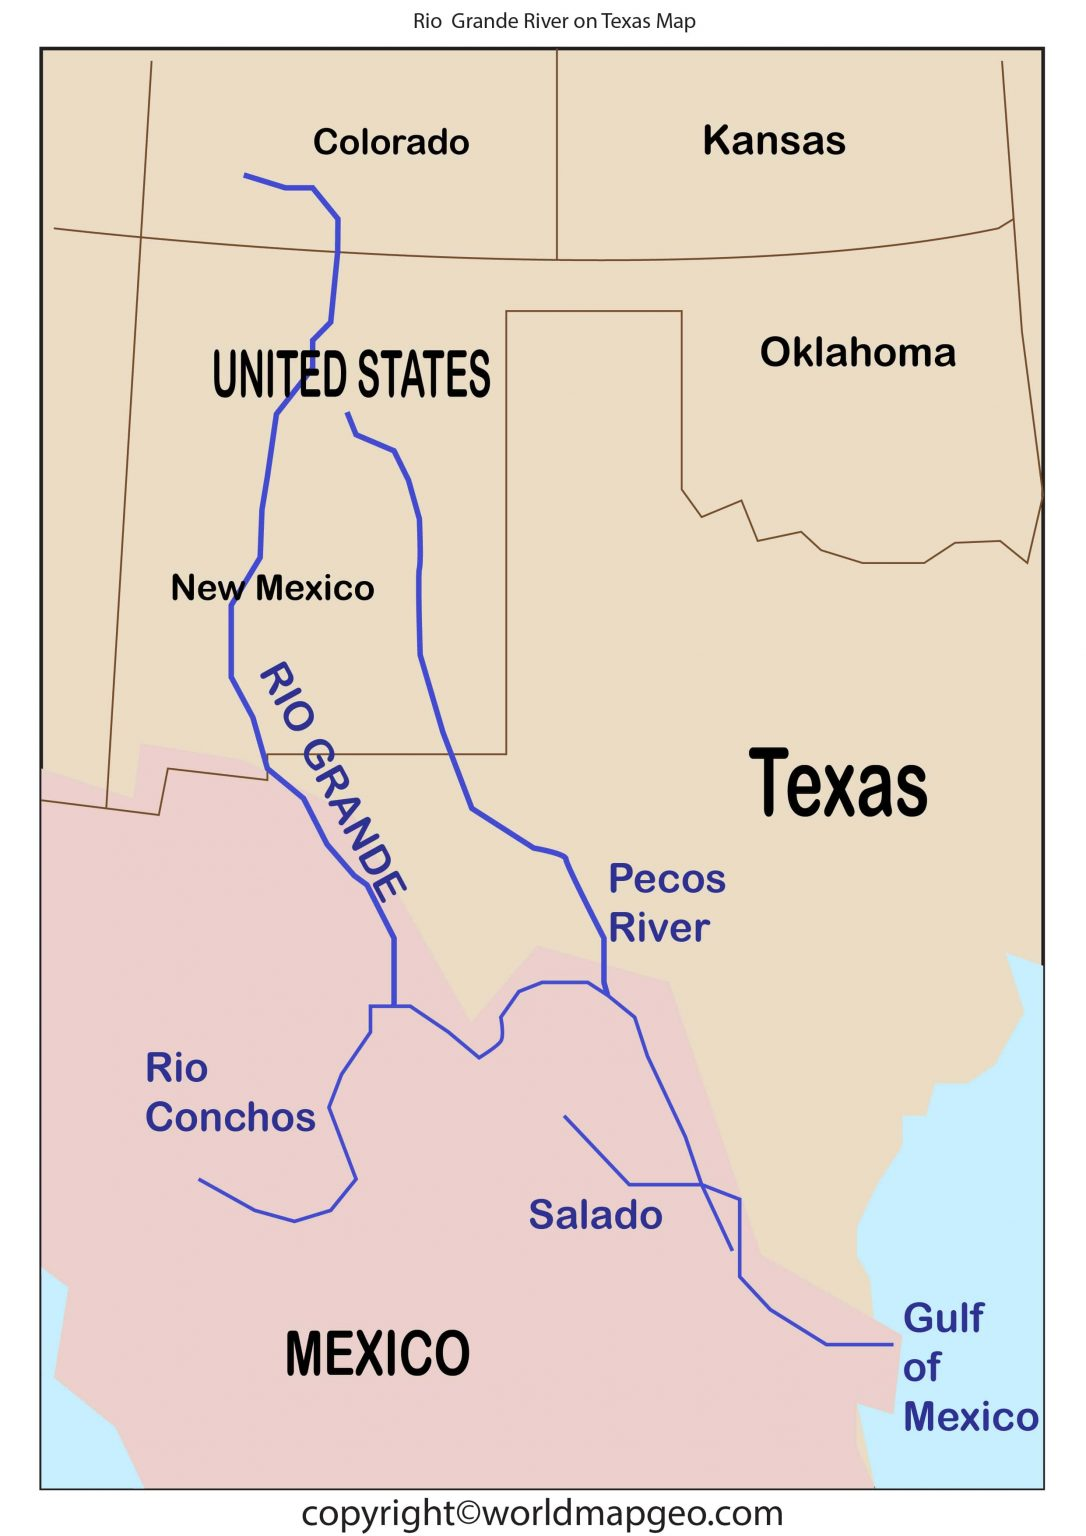 Rio Grande River on Texas Map
Colorado
Kansas
UNITED STATES
Oklahoma
New Mexico
RIO GRANDE
Texas
Pecos
River
Rio
Conchos
Salado
MEXICO
Gulf
of
Mexico
copyright©worldmapgeo.com